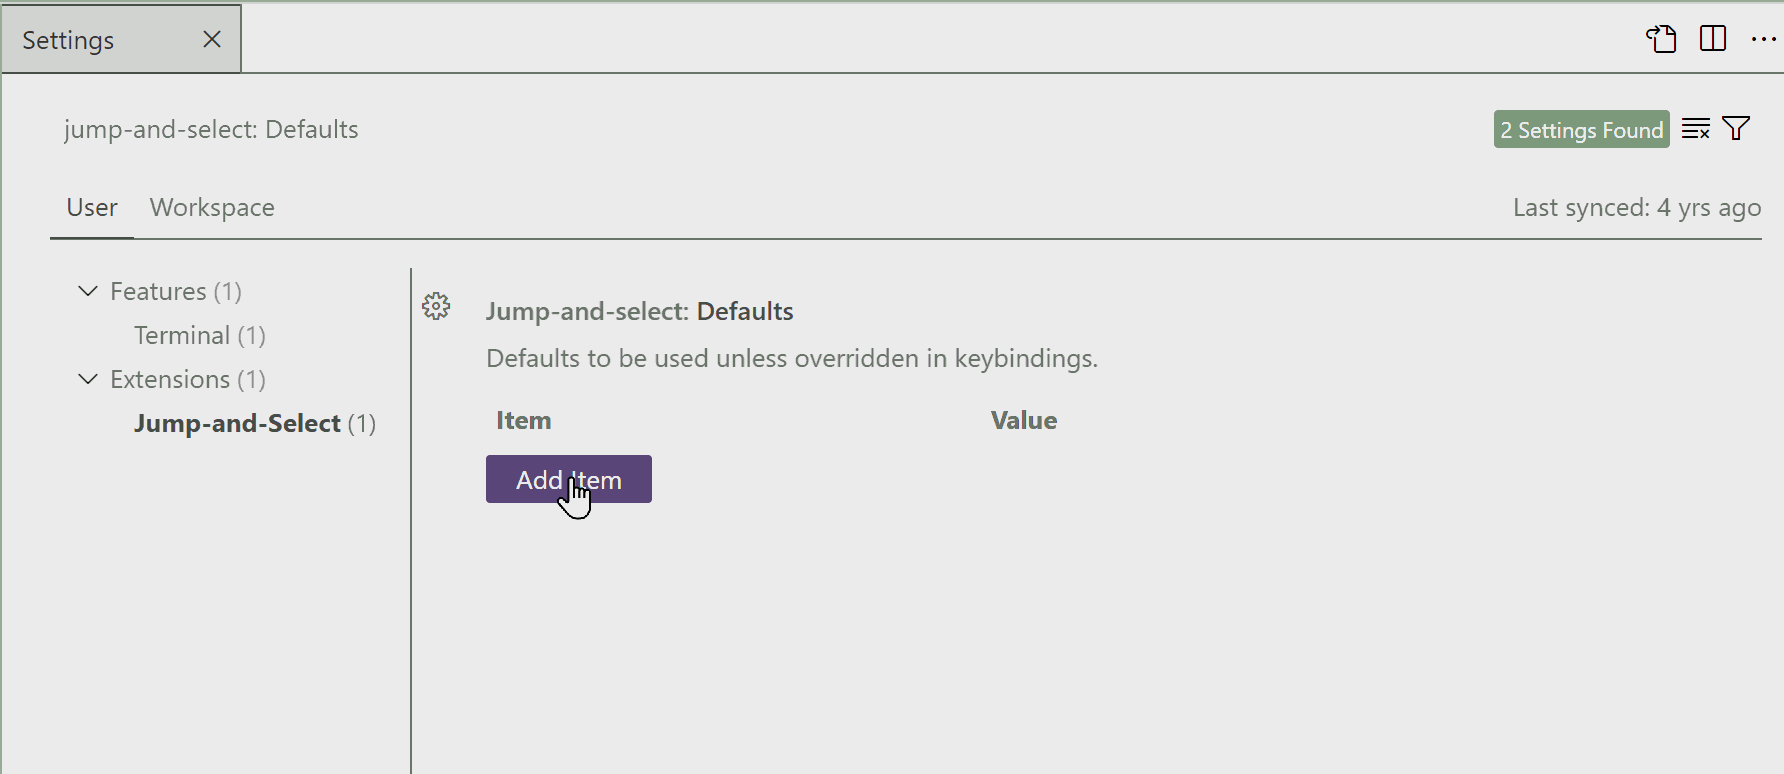 Settings
jump-and-select: Defaults
2 Settings Found
User
Workspace
Last synced: 4 yrs ago
Features (1)
Terminal (1)
Extensions (1)
Jump-and-Select (1)
Jump-and-select: Defaults
Defaults to be used unless overridden in keybindings.
Item
Value
Add Item